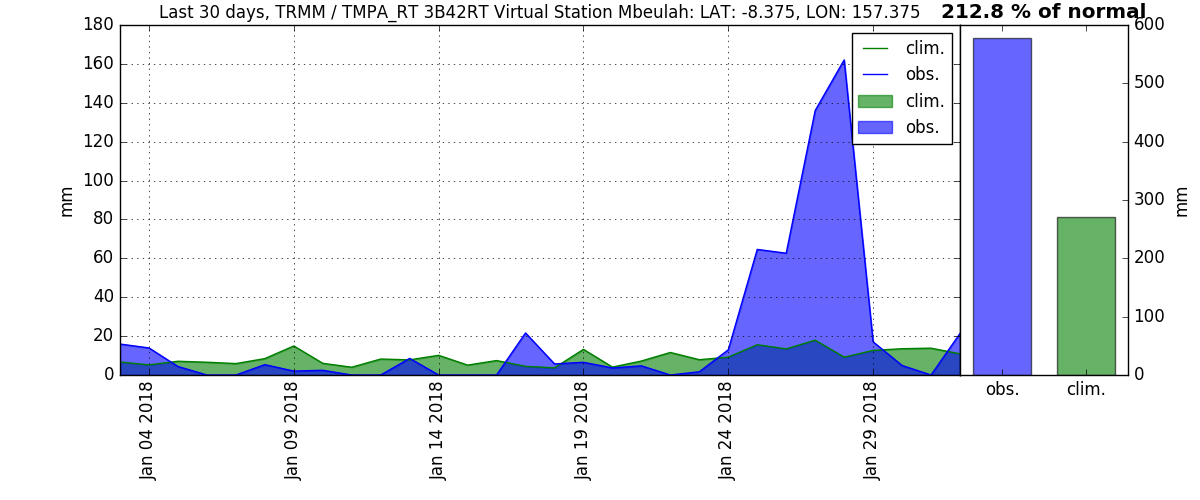 Last 30 days, TRMM / TMPA_RT 3B42RT Virtual Station Mbeulah: LAT: -8.375, LON: 157.375
212.8 % of normal
180
160
140
120
100
80
60
40
20
0
mm
clim.
obs.
clim.
obs.
Jan 04 2018
Jan 09 2018
Jan 14 2018
Jan 19 2018
Jan 24 2018
Jan 29 2018
600
500
400
300
200
100
0
mm
obs.
clim.